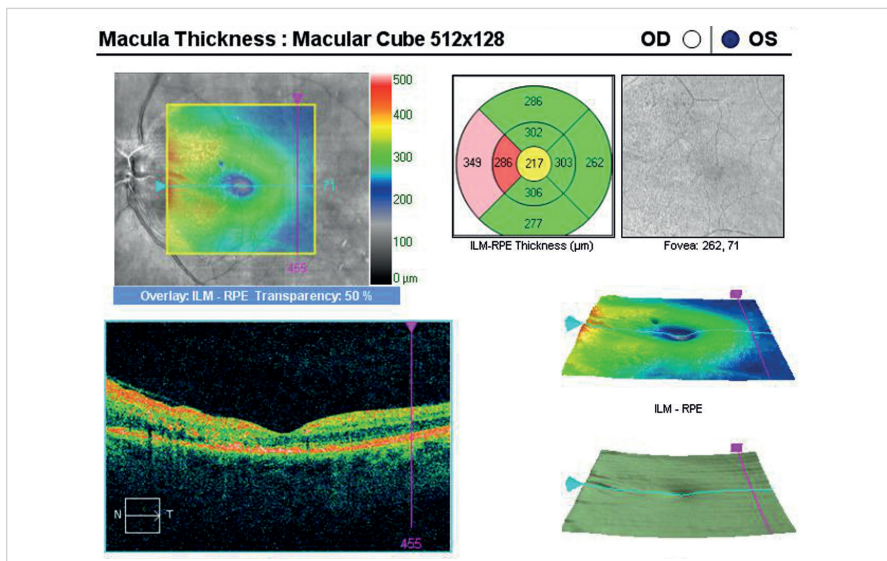 Macula Thickness : Macular Cube 512x128
OD OS
500
400
300
200
100
0 µm
71
455
Overlay: ILM - RPE Transparency: 50 %
286
302
349 286 217 303 262
306
277
ILM-RPE Thickness (µm)
Fovea: 262, 71
ILM - RPE
N T
455